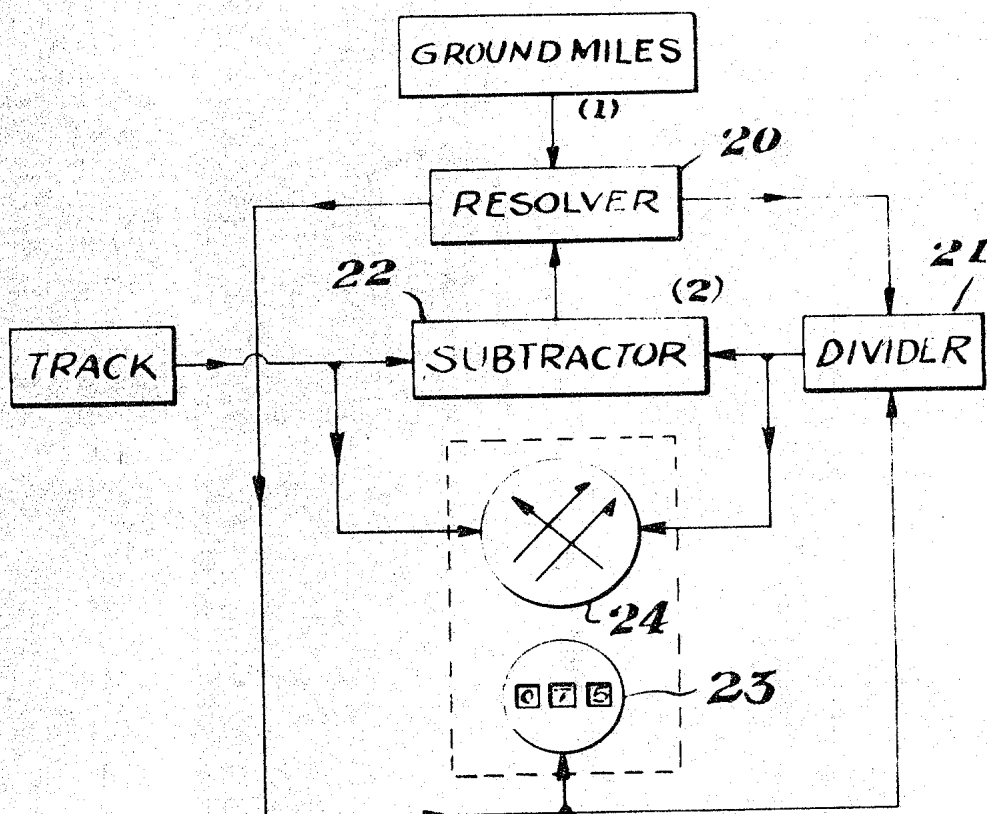 GROUND MILES
(1)
20
RESOLVER
21
22
(2)
TRACK
SUBTRACTOR
DIVIDER
24
0 7 5
23